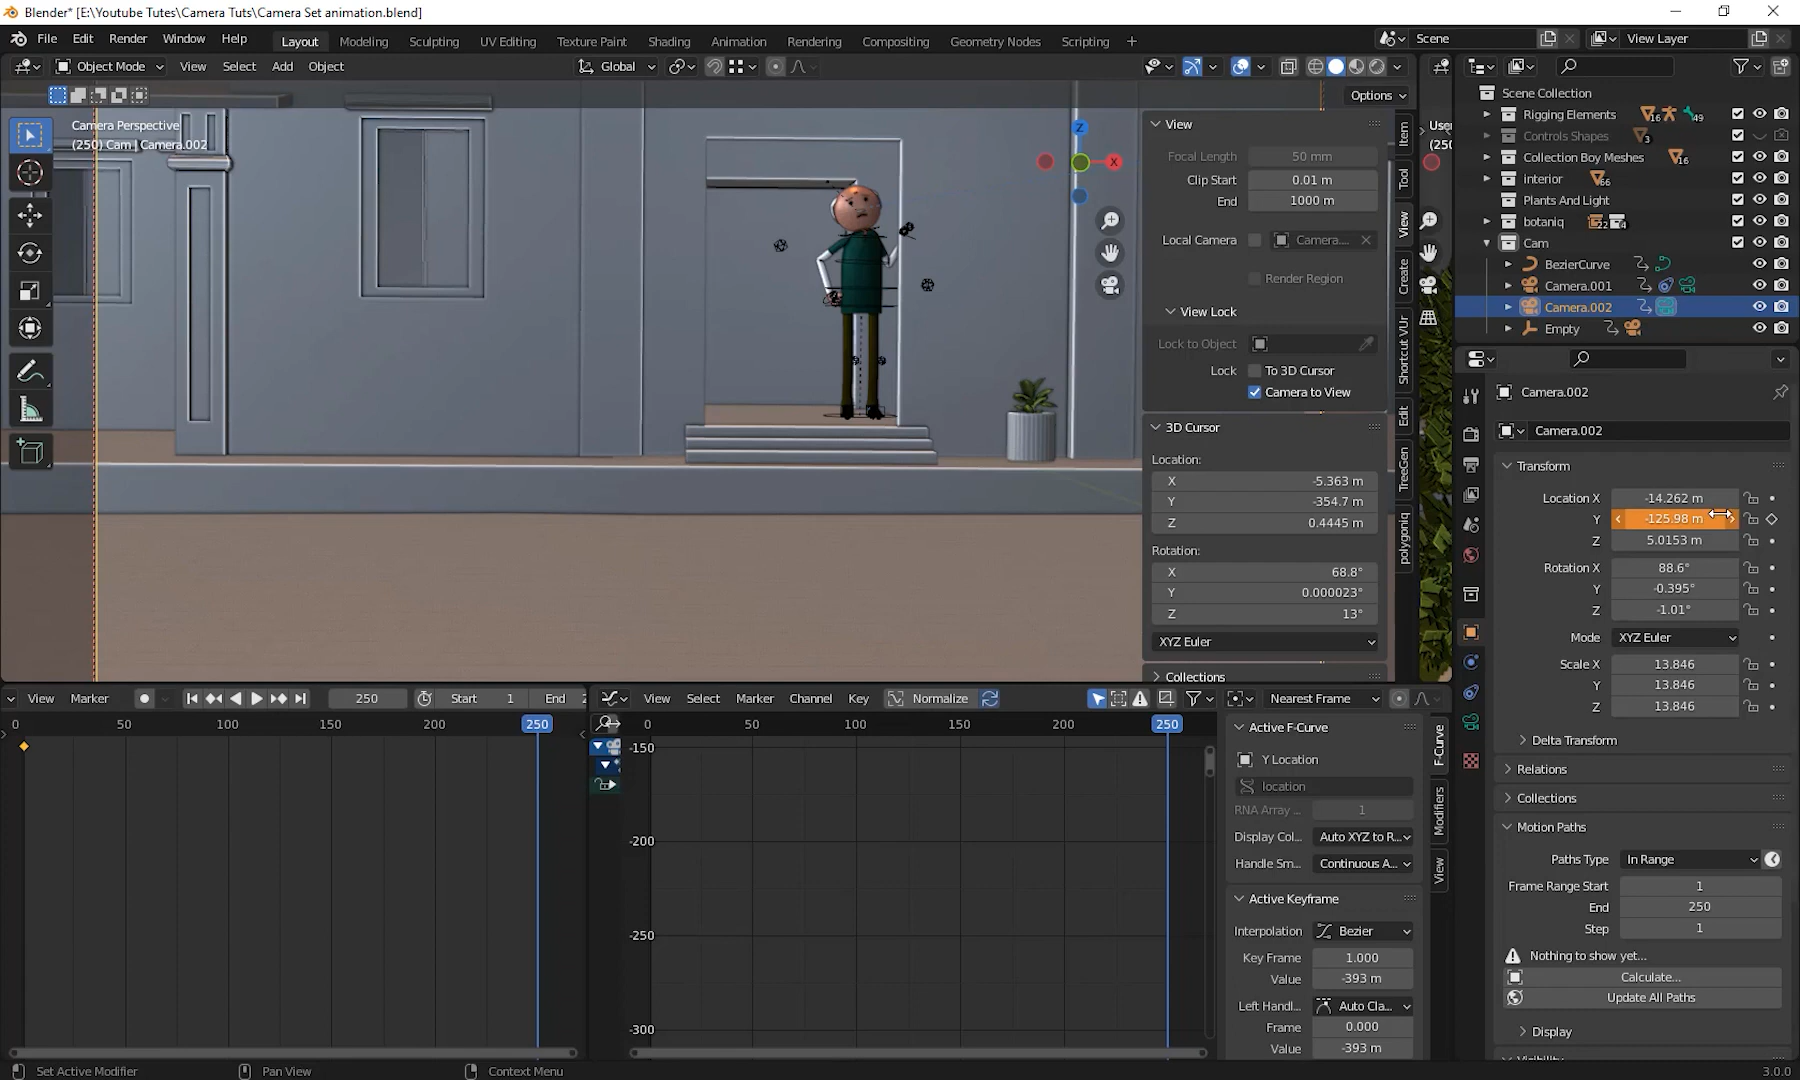 Blender* [E:\Youtube Tutes\Camera Tuts\Camera Set animation.blend]
File Edit Render Window Help Layout Modeling Sculpting UV Editing Texture Paint Shading Animation Rendering Compositing Geometry Nodes Scripting + Scene View Layer
Object Mode View Select Add Object Global
Options
Camera Perspective
(250) Cam | Camera.002
Z
X
View
Focal Length 50 mm
Clip Start 0.01 m
End 1000 m
Local Camera Camera...
Render Region
View Lock
Lock to Object
Lock To 3D Cursor
Camera to View
3D Cursor
Location:
X -5.363 m
Y -354.7 m
Z 0.4445 m
Rotation:
X 68.8°
Y 0.000023°
Z 13°
XYZ Euler
Collections
Item
Tool
View
Create
Shortcut VUr
Edit
TreeGen
polygoniq
Use
(250
Scene Collection
Rigging Elements 16 49
Controls Shapes 3
Collection Boy Meshes 16
interior 66
Plants And Light
botaniq 22 4
Cam
BezierCurve
Camera.001
Camera.002
Empty
Camera.002
Camera.002
Transform
Location X -14.262 m
Y -125.98 m
Z 5.0153 m
Rotation X 88.6°
Y -0.395°
Z -1.01°
Mode XYZ Euler
Scale X 13.846
Y 13.846
Z 13.846
Delta Transform
Relations
Collections
Motion Paths
Paths Type In Range
Frame Range Start 1
End 250
Step 1
Nothing to show yet...
Calculate...
Update All Paths
Display
View Marker 250 Start 1 End 2
0 50 100 150 200 250
View Select Marker Channel Key Normalize Nearest Frame
0 50 100 150 200 250
-150
-200
-250
-300
Active F-Curve
Y Location
location
RNA Array ... 1
Display Col... Auto XYZ to R...
Handle Sm... Continuous A...
Active Keyframe
Interpolation Bezier
Key Frame 1.000
Value -393 m
Left Handl... Auto Cla...
Frame 0.000
Value -393 m
F-Curve
Modifiers
View
Set Active Modifier Pan View Context Menu 3.0.0